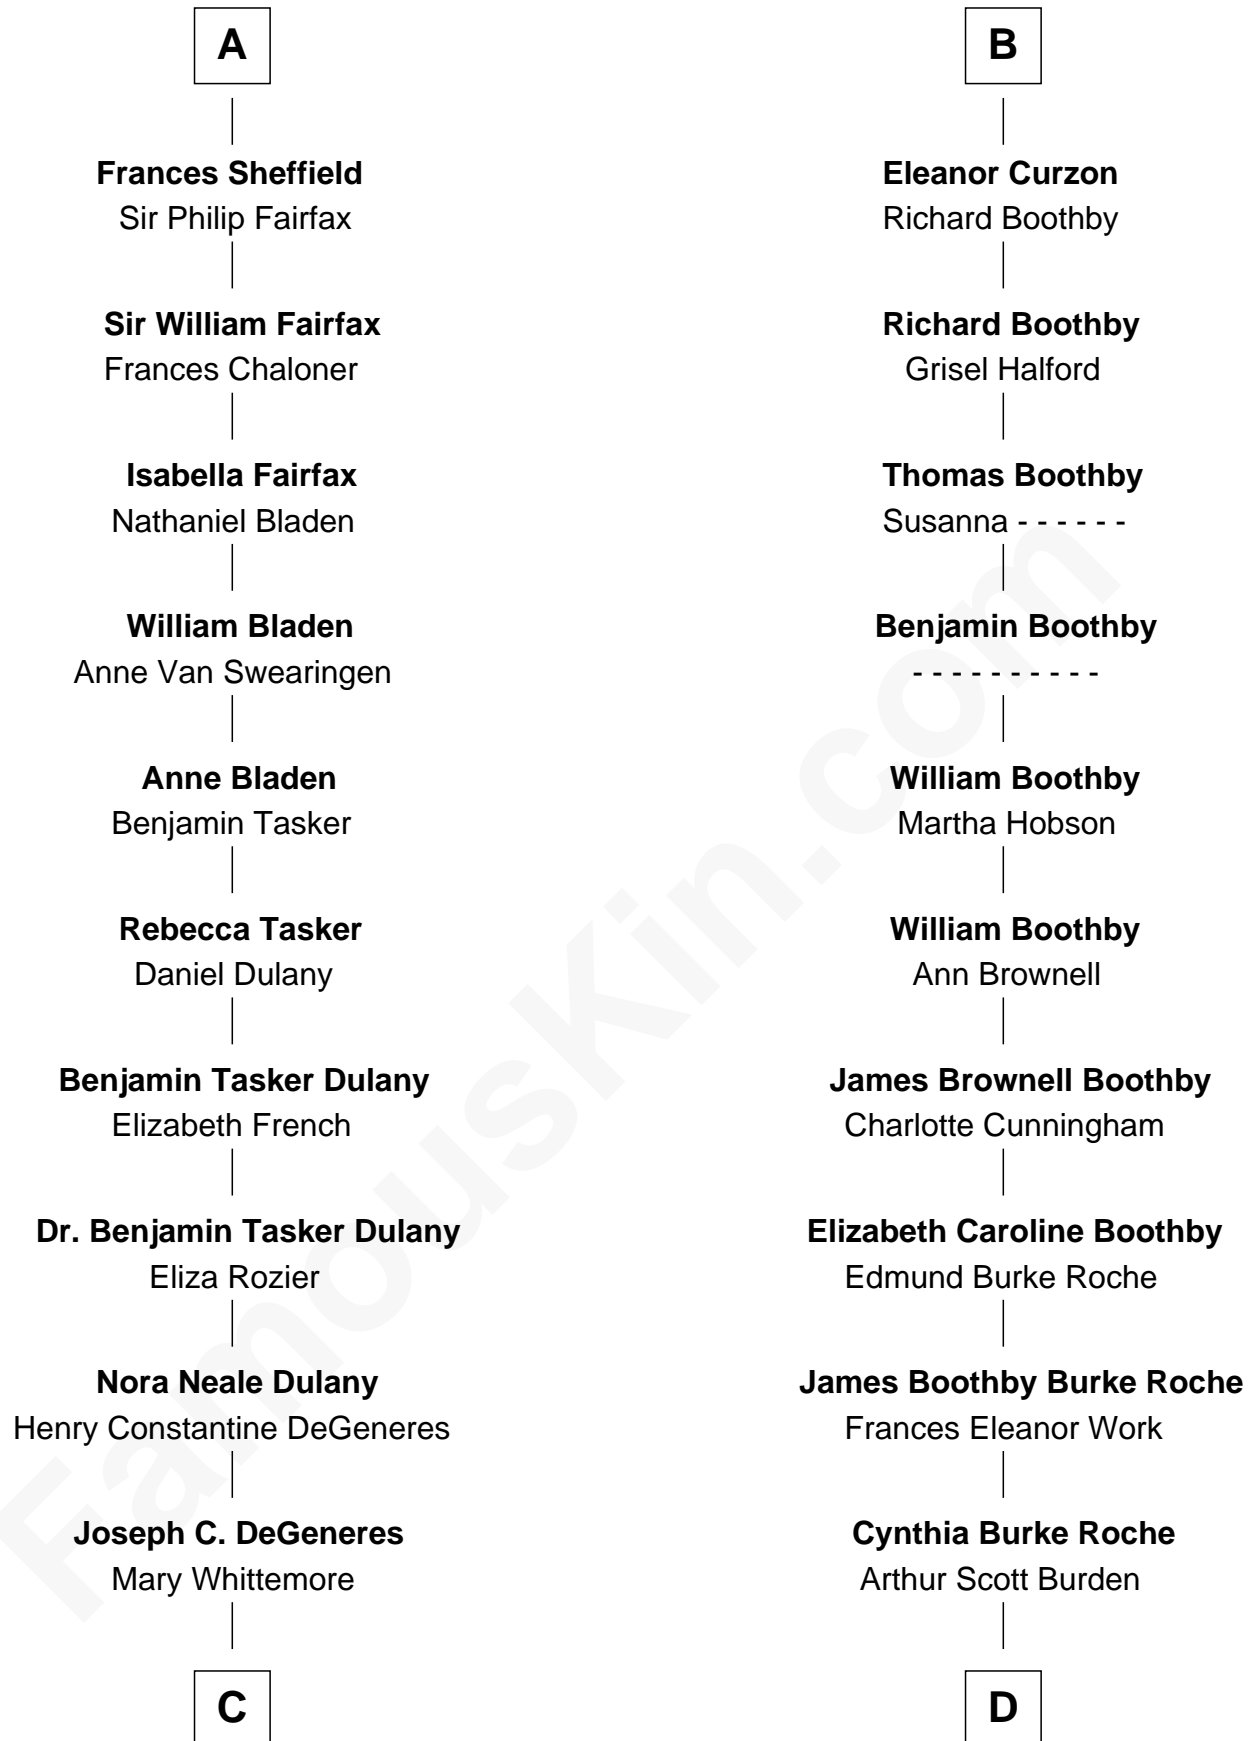 A
Frances Sheffield
Sir Philip Fairfax
Sir William Fairfax
Frances Chaloner
Isabella Fairfax
Nathaniel Bladen
William Bladen
Anne Van Swearingen
Anne Bladen
Benjamin Tasker
Rebecca Tasker
Daniel Dulany
Benjamin Tasker Dulany
Elizabeth French
Dr. Benjamin Tasker Dulany
Eliza Rozier
Nora Neale Dulany
Henry Constantine DeGeneres
Joseph C. DeGeneres
Mary Whittemore
C
B
Eleanor Curzon
Richard Boothby
Richard Boothby
Grisel Halford
Thomas Boothby
Susanna - - - - - -
Benjamin Boothby
- - - - - - - - - -
William Boothby
Martha Hobson
William Boothby
Ann Brownell
James Brownell Boothby
Charlotte Cunningham
Elizabeth Caroline Boothby
Edmund Burke Roche
James Boothby Burke Roche
Frances Eleanor Work
Cynthia Burke Roche
Arthur Scott Burden
D
FamousKin.com